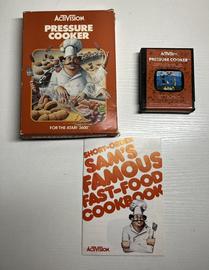 ACTIVISION
PRESSURE
COOKER
FOR THE ATARI 2600
ACTIVISION
PRESSURE COOKER
SHORT-ORDER
SAM'S
FAMOUS
FAST-FOOD
COOKBOOK
ACTIVISION